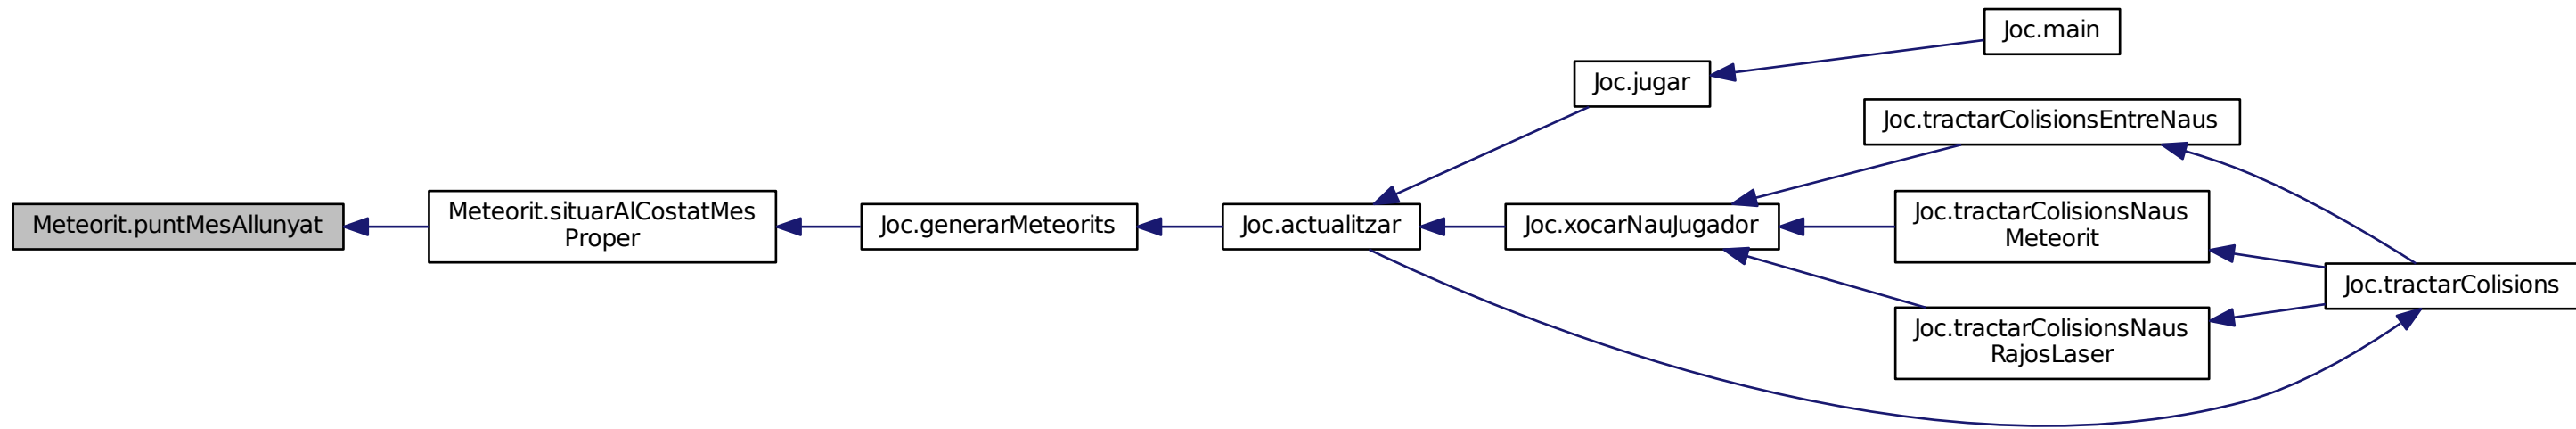 Meteorit.puntMesAllunyat
Meteorit.situarAlCostatMes
Proper
Joc.generarMeteorits
Joc.actualitzar
Joc.jugar
Joc.main
Joc.xocarNauJugador
Joc.tractarColisionsEntreNaus
Joc.tractarColisionsNaus
Meteorit
Joc.tractarColisionsNaus
RajosLaser
Joc.tractarColisions